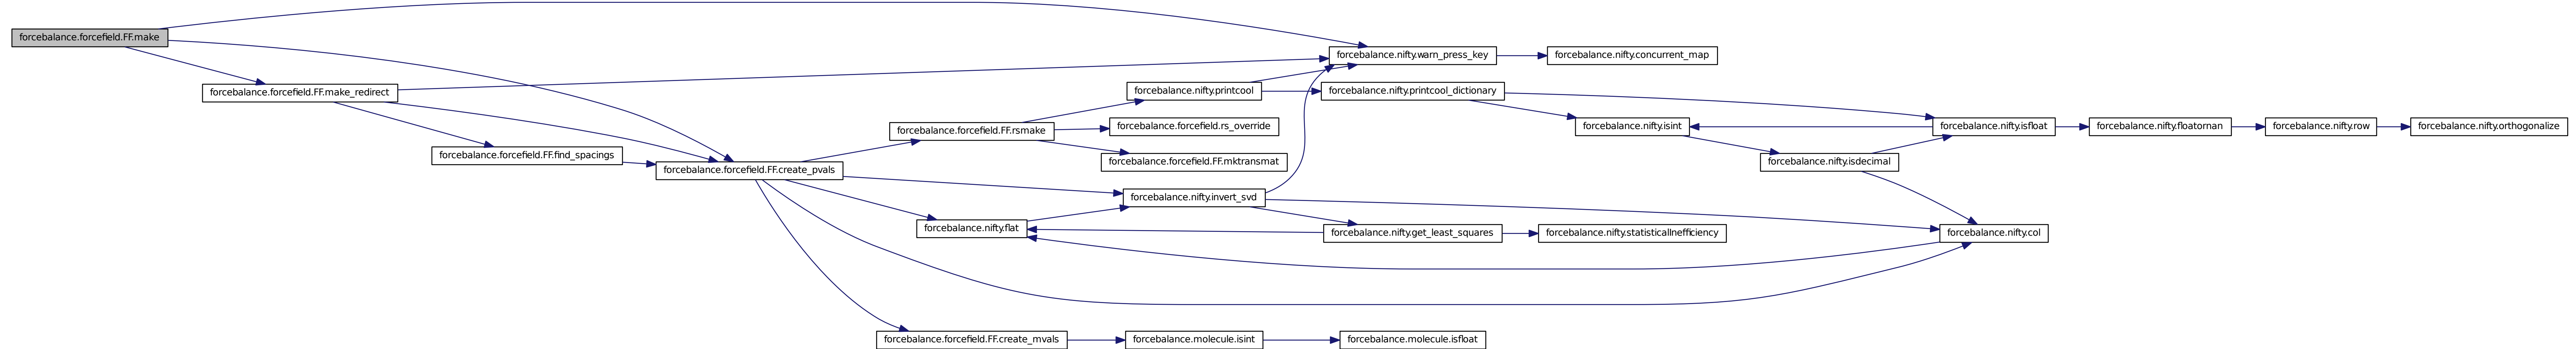 forcebalance.forcefield.FF.make
forcebalance.forcefield.FF.make_redirect
forcebalance.forcefield.FF.find_spacings
forcebalance.forcefield.FF.create_pvals
forcebalance.forcefield.FF.rsmake
forcebalance.nifty.flat
forcebalance.forcefield.FF.create_mvals
forcebalance.nifty.printcool
forcebalance.forcefield.rs_override
forcebalance.forcefield.FF.mktransmat
forcebalance.nifty.invert_svd
forcebalance.molecule.isint
forcebalance.nifty.warn_press_key
forcebalance.nifty.printcool_dictionary
forcebalance.nifty.get_least_squares
forcebalance.molecule.isfloat
forcebalance.nifty.concurrent_map
forcebalance.nifty.isint
forcebalance.nifty.statisticalInefficiency
forcebalance.nifty.isdecimal
forcebalance.nifty.isfloat
forcebalance.nifty.col
forcebalance.nifty.floatornan
forcebalance.nifty.row
forcebalance.nifty.orthogonalize